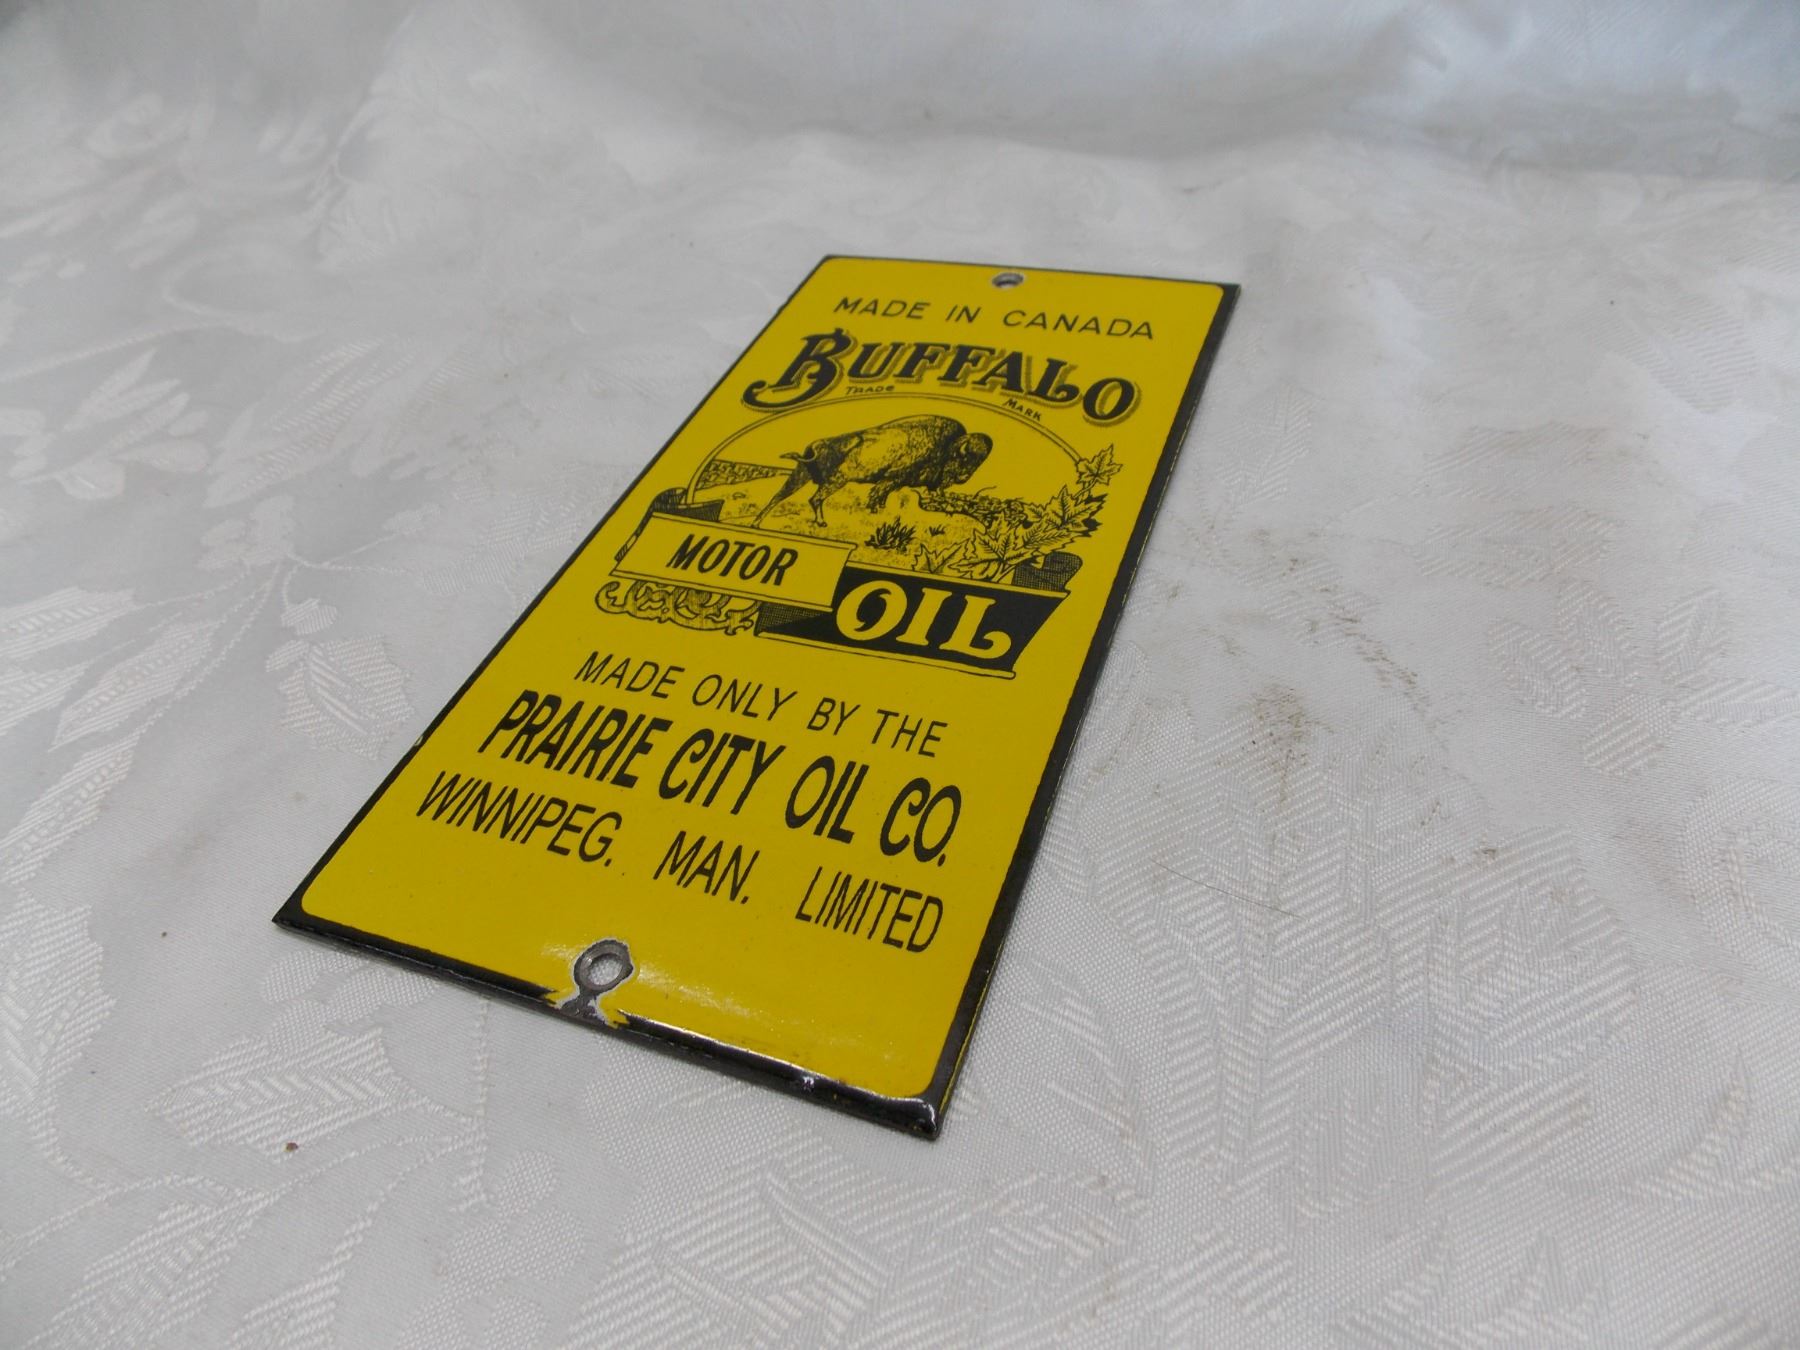 MADE IN CANADA
BUFFALO
TRADE MARK
MOTOR OIL
MADE ONLY BY THE
PRAIRIE CITY OIL CO.
WINNIPEG. MAN. LIMITED